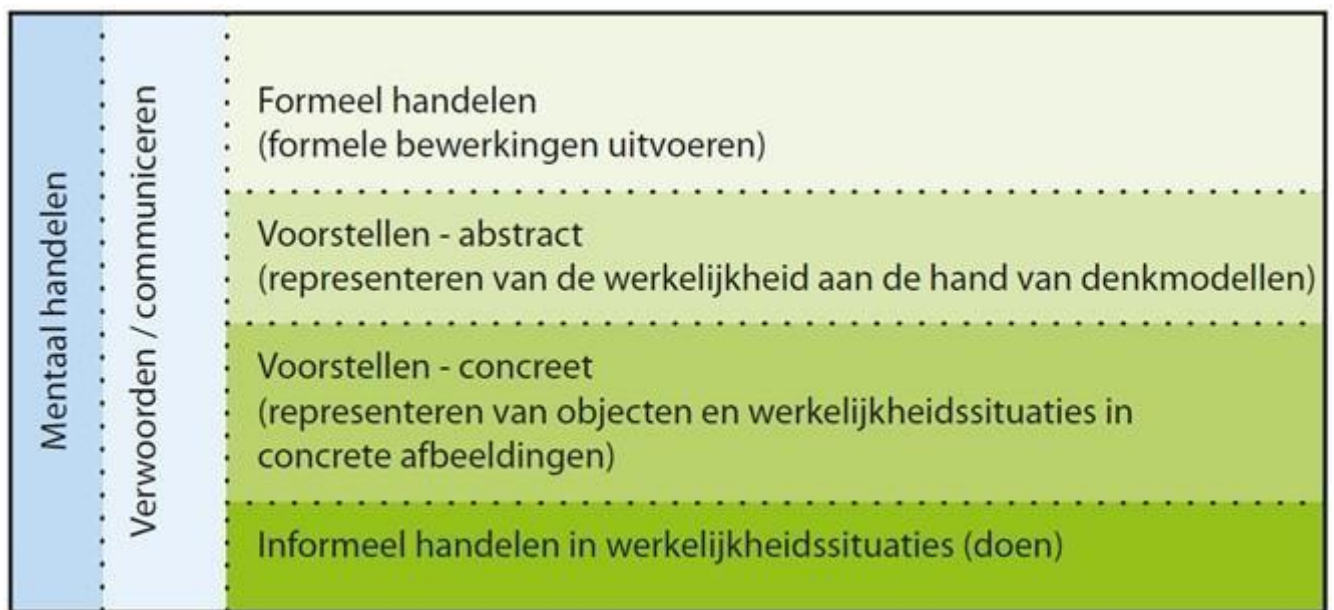 Mentaal handelen
Verwoorden / communiceren
Formeel handelen
(formele bewerkingen uitvoeren)
Voorstellen - abstract
(representeren van de werkelijkheid aan de hand van denkmodellen)
Voorstellen - concreet
(representeren van objecten en werkelijkheidssituaties in
concrete afbeeldingen)
Informeel handelen in werkelijkheidssituaties (doen)